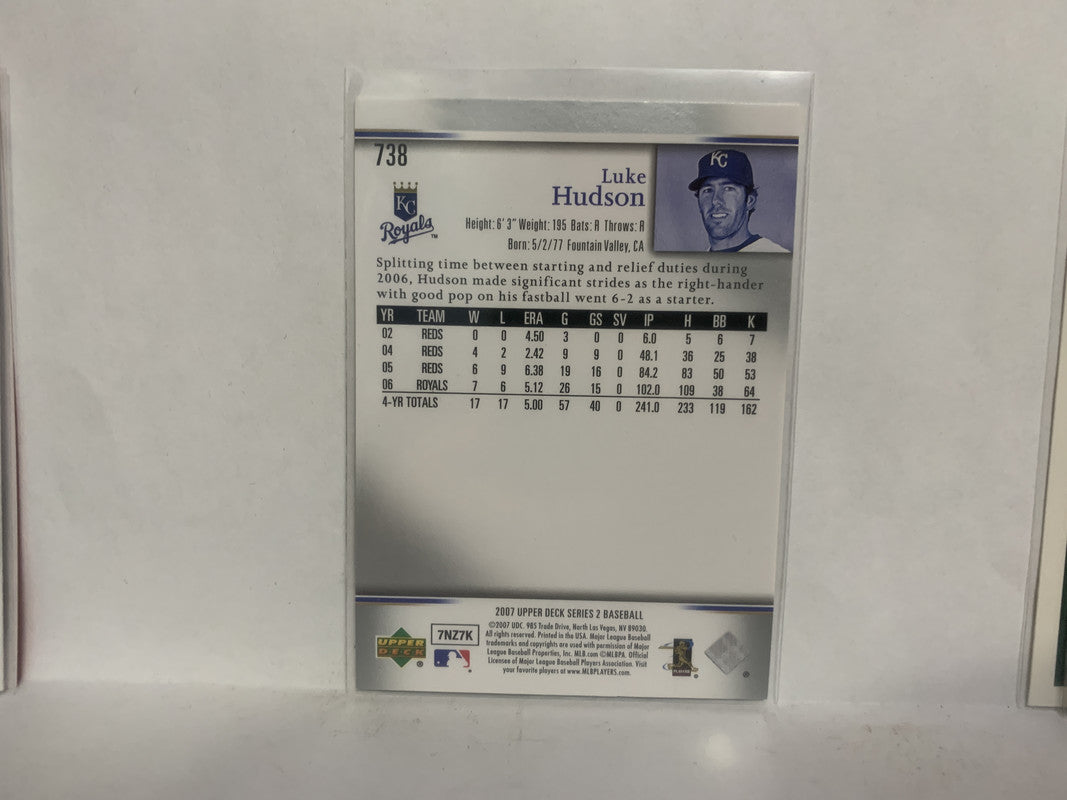 738
Luke
Hudson
KC
KC
Royals™
Height: 6' 3" Weight: 195 Bats: R Throws: R
Born: 5/2/77 Fountain Valley, CA
Splitting time between starting and relief duties during
2006, Hudson made significant strides as the right-hander
with good pop on his fastball went 6-2 as a starter.
YR TEAM W L ERA G GS SV IP H BB K
02 REDS 0 0 4.50 3 0 0 6.0 5 6 7
04 REDS 4 2 2.42 9 9 0 48.1 36 25 38
05 REDS 6 9 6.38 19 16 0 84.2 83 50 53
06 ROYALS 7 6 5.12 26 15 0 102.0 109 38 64
4-YR TOTALS 17 17 5.00 57 40 0 241.0 233 119 162
2007 UPPER DECK SERIES 2 BASEBALL
©2007 UDC. 985 Trade Drive, North Las Vegas, NV 89030.
All rights reserved. Printed in the USA. Major League Baseball
trademarks and copyrights are used with permission of Major
League Baseball Properties, Inc. MLB.com ©MLBPA. Official
Licensee of Major League Baseball Players Association. Visit
your favorite players at www.MLBPLAYERS.com.
7NZ7K
UPPER
DECK ®
PLAYERS